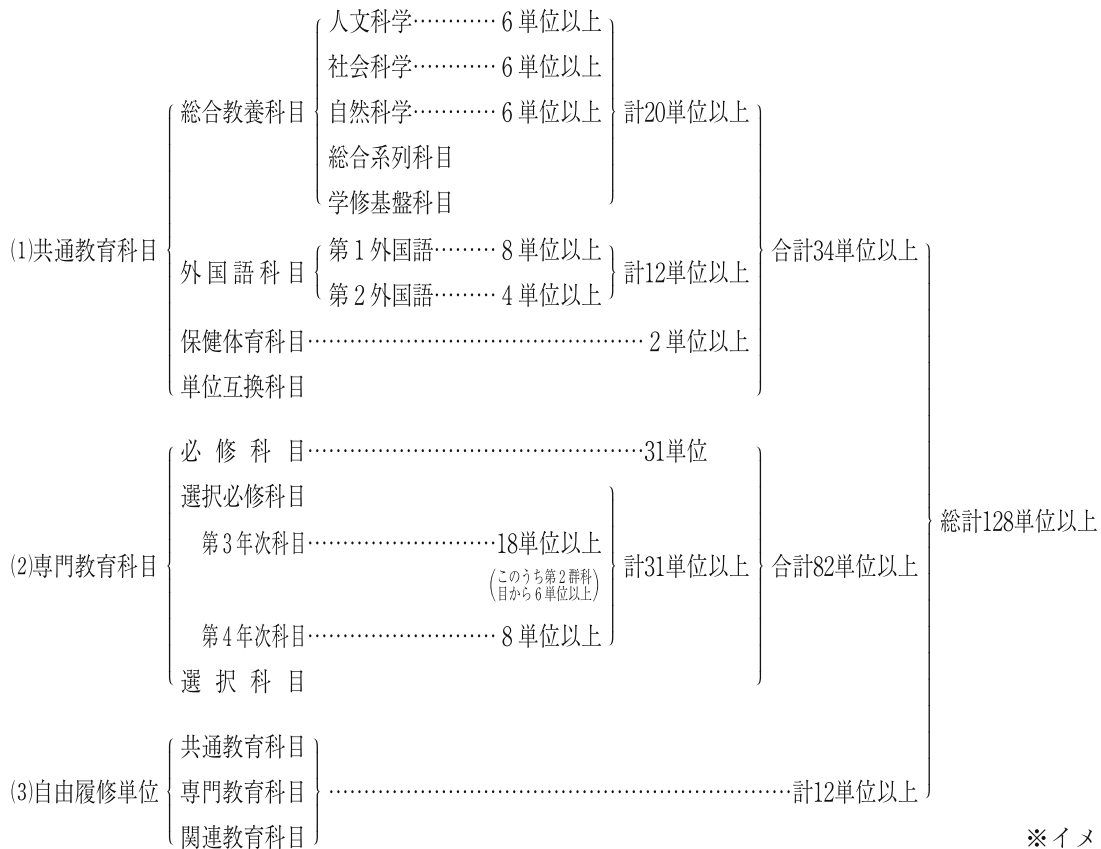 人文科学…………6単位以上
社会科学…………6単位以上
総合教養科目 自然科学…………6単位以上 計20単位以上
総合系列科目
学修基盤科目
⑴共通教育科目 第1外国語………8単位以上 合計34単位以上
外国語科目 計12単位以上
第2外国語………4単位以上
保健体育科目…………………………………………2単位以上
単位互換科目
必修科目…………………………………………31単位
選択必修科目
総計128単位以上
第3年次科目………………………18単位以上
⑵専門教育科目 計31単位以上 合計82単位以上
(このうち第2群科
目から6単位以上)
第4年次科目………………………8単位以上
選択科目
共通教育科目
⑶自由履修単位 専門教育科目 …………………………………………………………計12単位以上
関連教育科目
※イメ